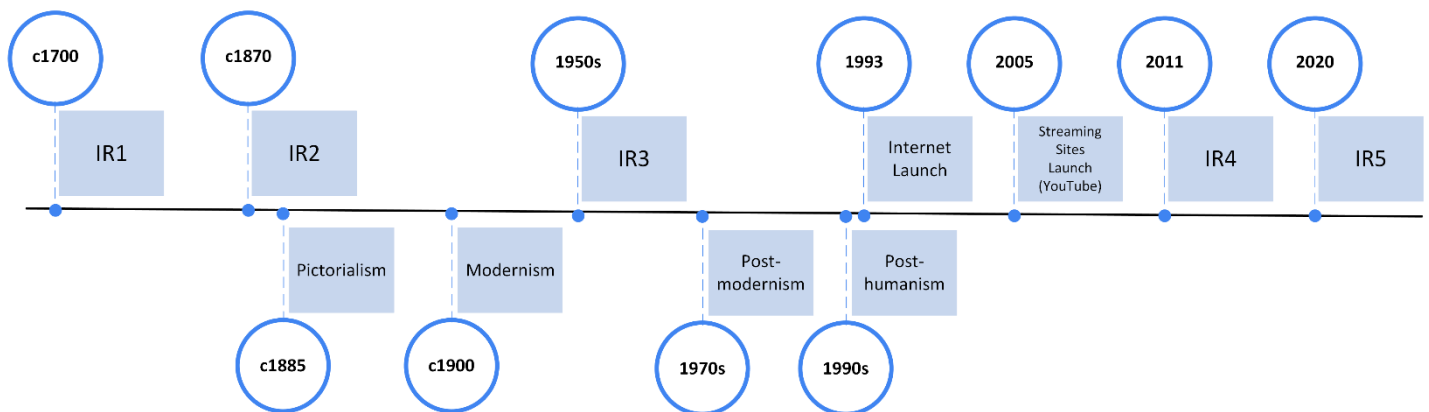 c1700
c1870
1950s
1993
2005
2011
2020
IR1
IR2
IR3
Internet
Launch
Streaming
Sites
Launch
(YouTube)
IR4
IR5
Pictorialism
Modernism
Post-
modernism
Post-
humanism
c1885
c1900
1970s
1990s